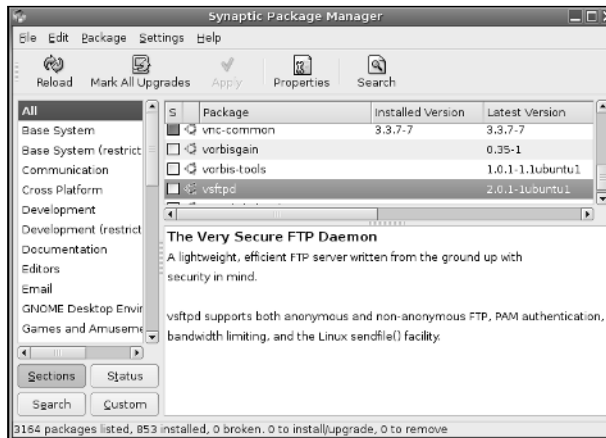 Synaptic Package Manager
File Edit Package Settings Help
Reload Mark All Upgrades Apply Properties Search
All
Base System
Base System (restrict
Communication
Cross Platform
Development
Development (restrict
Documentation
Editors
Email
GNOME Desktop Envir
Games and Amuseme
Sections Status
Search Custom
S Package Installed Version Latest Version
vnc-common 3.3.7-7 3.3.7-7
vorbisgain 0.35-1
vorbis-tools 1.0.1-1.1ubuntu1
vsftpd 2.0.1-1ubuntu1
The Very Secure FTP Daemon
A lightweight, efficient FTP server written from the ground up with
security in mind.
vsftpd supports both anonymous and non-anonymous FTP, PAM authentication,
bandwidth limiting, and the Linux sendfile() facility.
3164 packages listed, 853 installed, 0 broken. 0 to install/upgrade, 0 to remove